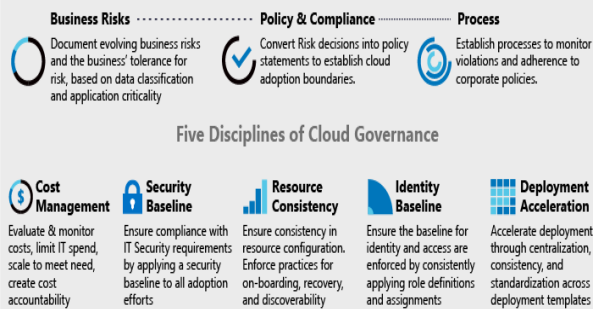 Business Risks
Policy & Compliance
Process
Document evolving business risks
and the business' tolerance for
risk, based on data classification
and application criticality
Convert Risk decisions into policy
statements to establish cloud
adoption boundaries.
Establish processes to monitor
violations and adherence to
corporate policies.
Five Disciplines of Cloud Governance
$
Cost
Management
Evaluate & monitor
costs, limit IT spend,
scale to meet need,
create cost
accountability
Security
Baseline
Ensure compliance with
IT Security requirements
by applying a security
baseline to all adoption
efforts
Resource
Consistency
Ensure consistency in
resource configuration.
Enforce practices for
on-boarding, recovery,
and discoverability
Identity
Baseline
Ensure the baseline for
identity and access are
enforced by consistently
applying role definitions
and assignments
Deployment
Acceleration
Accelerate deployment
through centralization,
consistency, and
standardization across
deployment templates